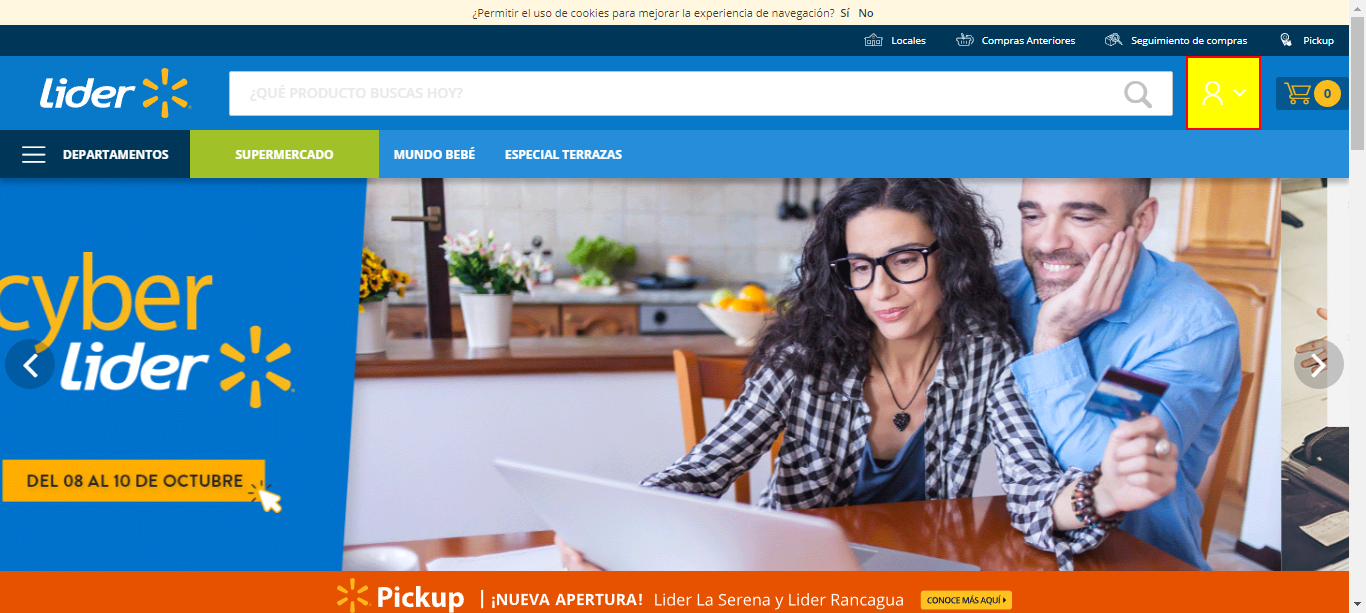 ¿Permitir el uso de cookies para mejorar la experiencia de navegación? Sí No
Locales Compras Anteriores Seguimiento de compras Pickup
Lider ¿QUÉ PRODUCTO BUSCAS HOY? 0
DEPARTAMENTOS SUPERMERCADO MUNDO BEBÉ ESPECIAL TERRAZAS
cyber
lider
DEL 08 AL 10 DE OCTUBRE
Pickup | ¡NUEVA APERTURA! Lider La Serena y Lider Rancagua CONOCE MÁS AQUÍ